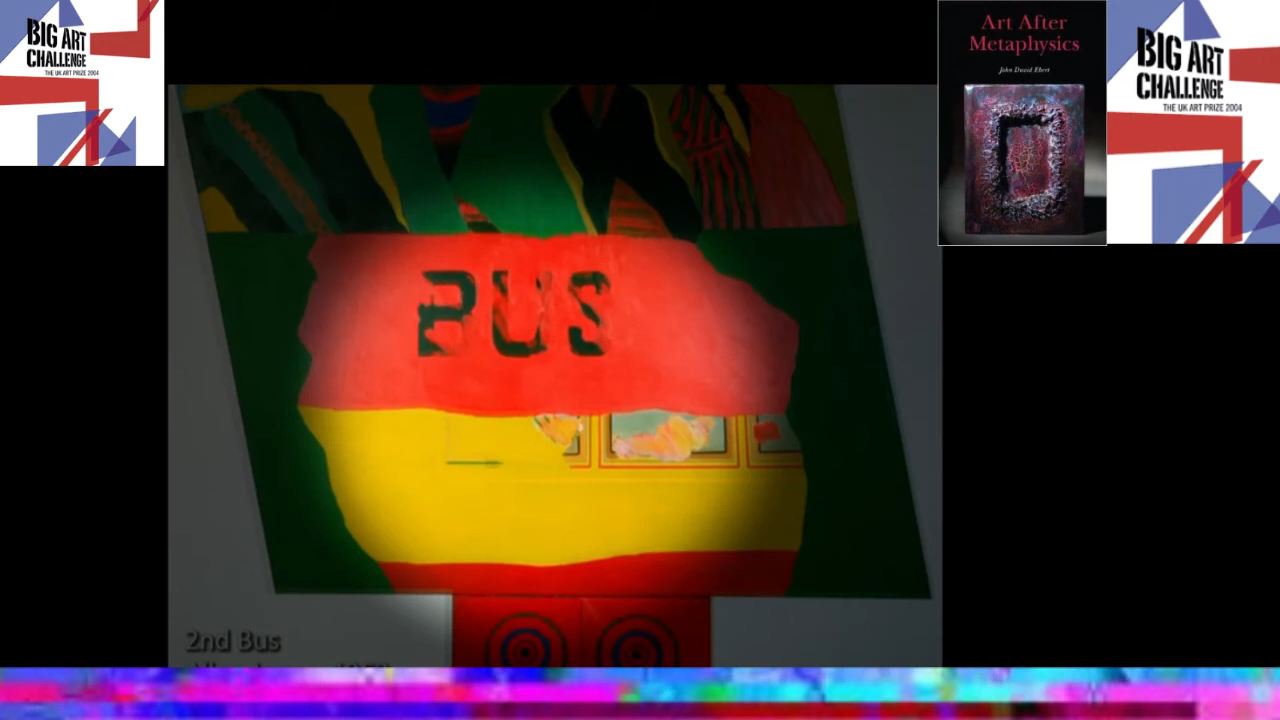 BIG ART
CHALLENGE
THE UK ART PRIZE 2004
Art After
Metaphysics
John David Ebert
BIG ART
CHALLENGE
THE UK ART PRIZE 2004
BUS
2nd Bus